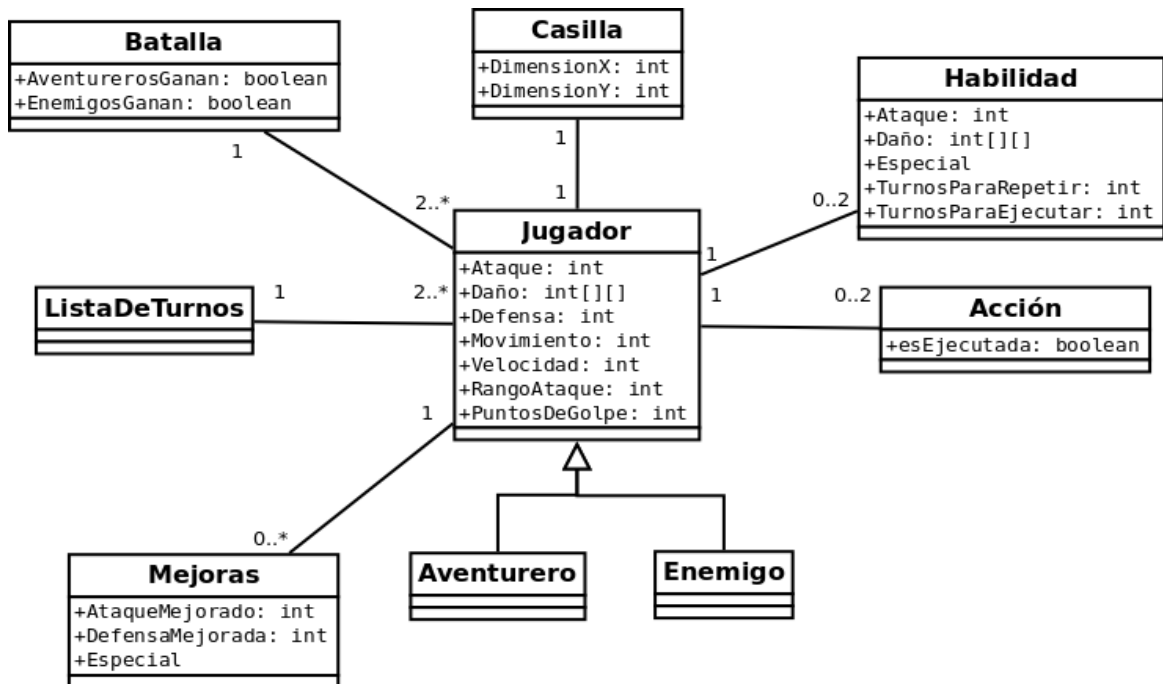 Batalla
+AventurerosGanan: boolean
+EnemigosGanan: boolean
1
2..*
Casilla
+DimensionX: int
+DimensionY: int
1
1
Habilidad
+Ataque: int
+Daño: int[][]
+Especial
+TurnosParaRepetir: int
+TurnosParaEjecutar: int
0..2
1
Jugador
+Ataque: int
+Daño: int[][]
+Defensa: int
+Movimiento: int
+Velocidad: int
+RangoAtaque: int
+PuntosDeGolpe: int
ListaDeTurnos
1
2..*
1
0..2
Acción
+esEjecutada: boolean
1
0..*
Mejoras
+AtaqueMejorado: int
+DefensaMejorada: int
+Especial
Aventurero
Enemigo